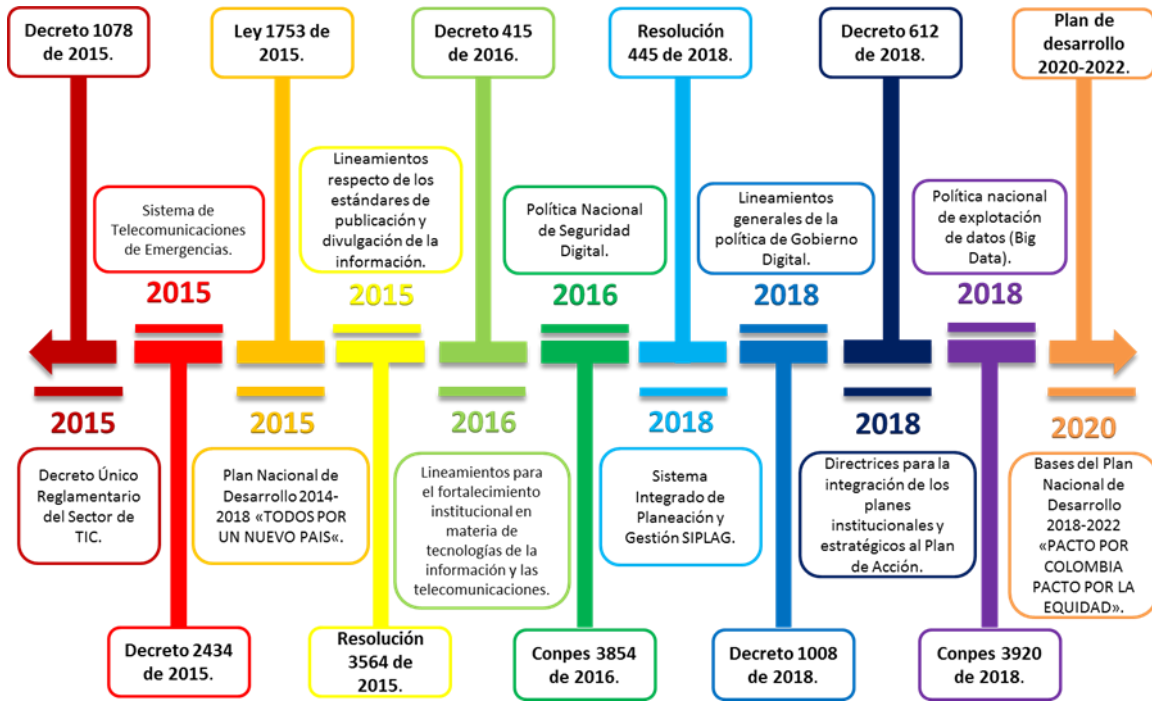 Decreto 1078
de 2015.
2015
Decreto Único
Reglamentario
del Sector de
TIC.
Sistema de
Telecomunicaciones
de Emergencias.
2015
Decreto 2434
de 2015.
Ley 1753 de
2015.
2015
Plan Nacional de
Desarrollo 2014-
2018 «TODOS POR
UN NUEVO PAIS«.
Lineamientos
respecto de los
estándares de
publicación y
divulgación de la
información.
2015
Resolución
3564 de
2015.
Decreto 415
de 2016.
2016
Lineamientos para
el fortalecimiento
institucional en
materia de
tecnologías de la
información y las
telecomunicaciones.
Política Nacional
de Seguridad
Digital.
2016
Conpes 3854
de 2016.
Resolución
445 de 2018.
2018
Sistema
Integrado de
Planeación y
Gestión SIPLAG.
Lineamientos
generales de la
política de Gobierno
Digital.
2018
Decreto 1008
de 2018.
Decreto 612
de 2018.
2018
Directrices para la
integración de los
planes
institucionales y
estratégicos al Plan
de Acción.
Política nacional
de explotación
de datos (Big
Data).
2018
Conpes 3920
de 2018.
Plan de
desarrollo
2020-2022.
2020
Bases del Plan
Nacional de
Desarrollo
2018-2022
«PACTO POR
COLOMBIA
PACTO POR LA
EQUIDAD».